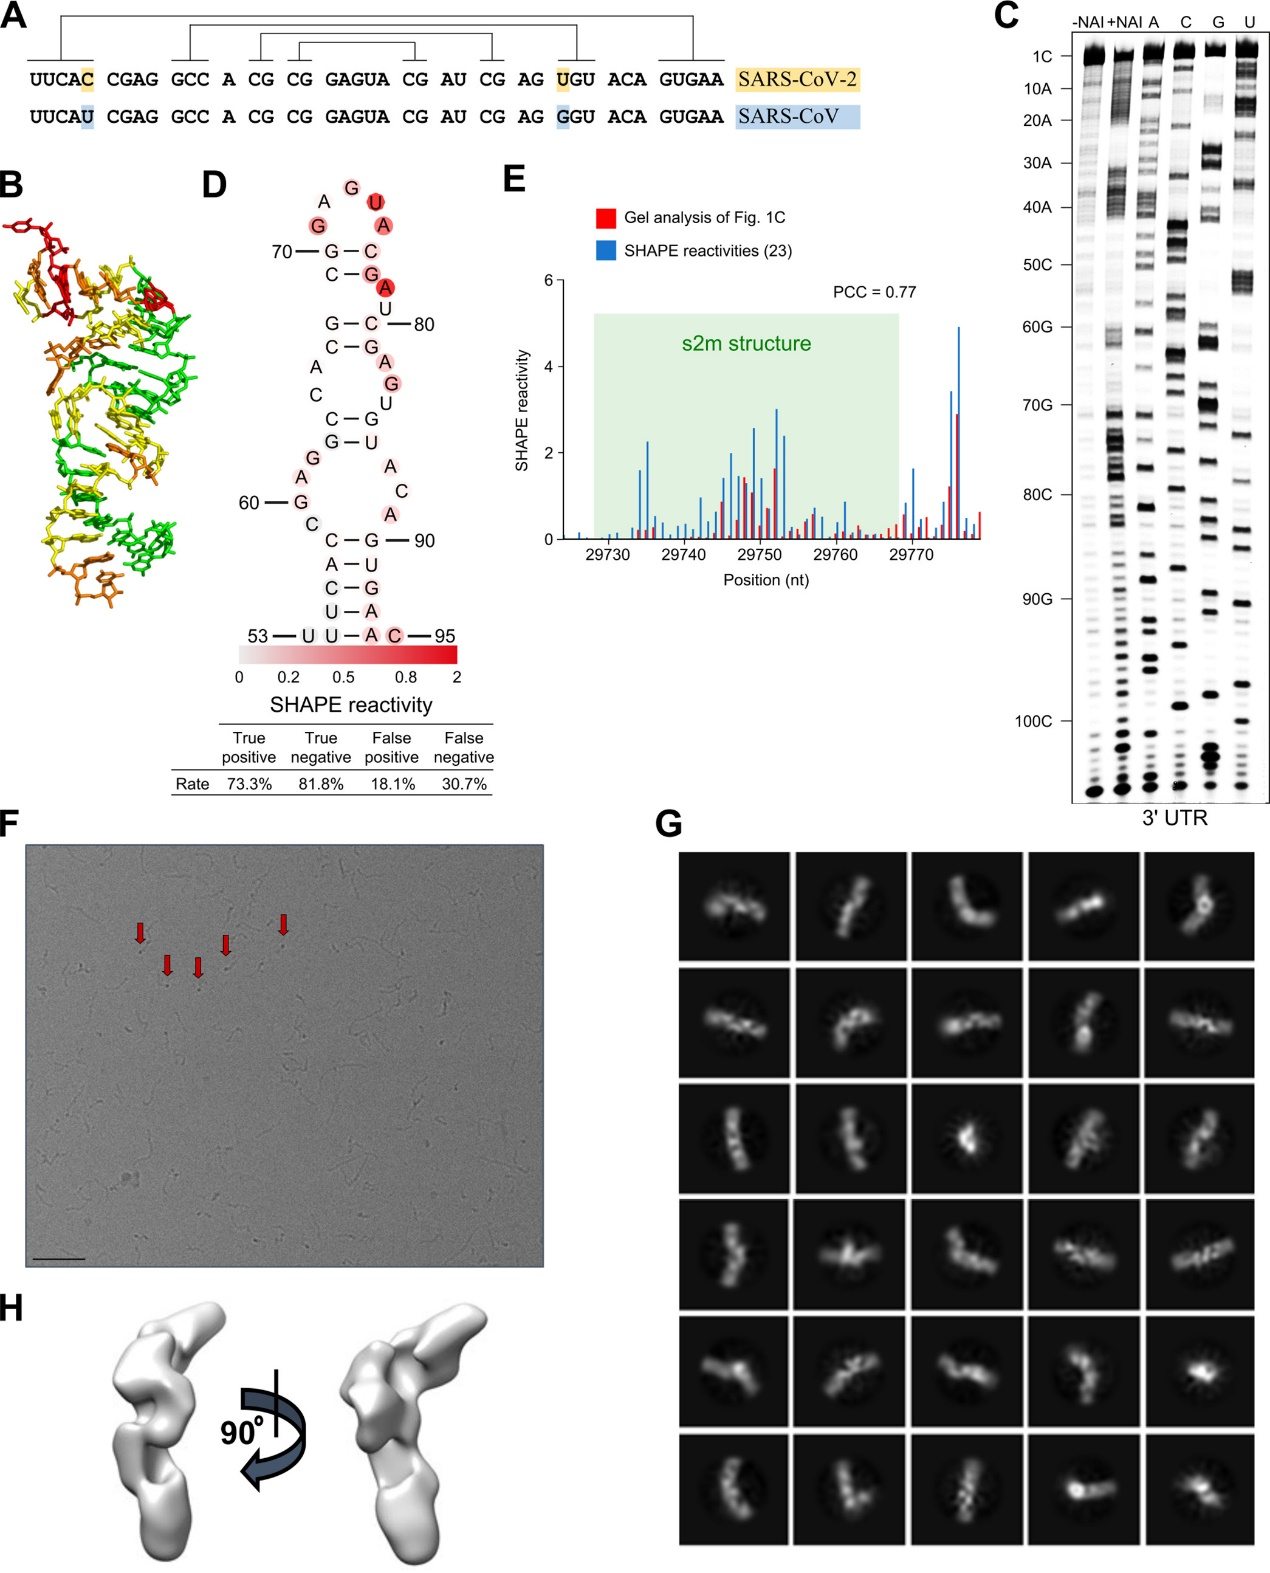 A
UUCAC CGAG GCC A CG CG GAGUA CG AU CG AG UGU ACA GUGAA SARS-CoV-2
UUCAU CGAG GCC A CG CG GAGUA CG AU CG AG GGU ACA GUGAA SARS-CoV
B
C
-NAI +NAI A C G U
1C
10A
20A
30A
40A
50C
60G
70G
80C
90G
100C
3' UTR
D
G
A U
G A
70 G C
C G
A
U
G C 80
C A G
A G
C U
C G
G U
G A
A C
60 G A
C
C G 90
A U
C G
U A
53 U U A C 95
0 0.2 0.5 0.8 2
SHAPE reactivity
True positive True negative False positive False negative
Rate 73.3% 81.8% 18.1% 30.7%
E
Gel analysis of Fig. 1C
SHAPE reactivities (23)
PCC = 0.77
s2m structure
SHAPE reactivity
6
4
2
0
29730 29740 29750 29760 29770
Position (nt)
F
G
H
90°